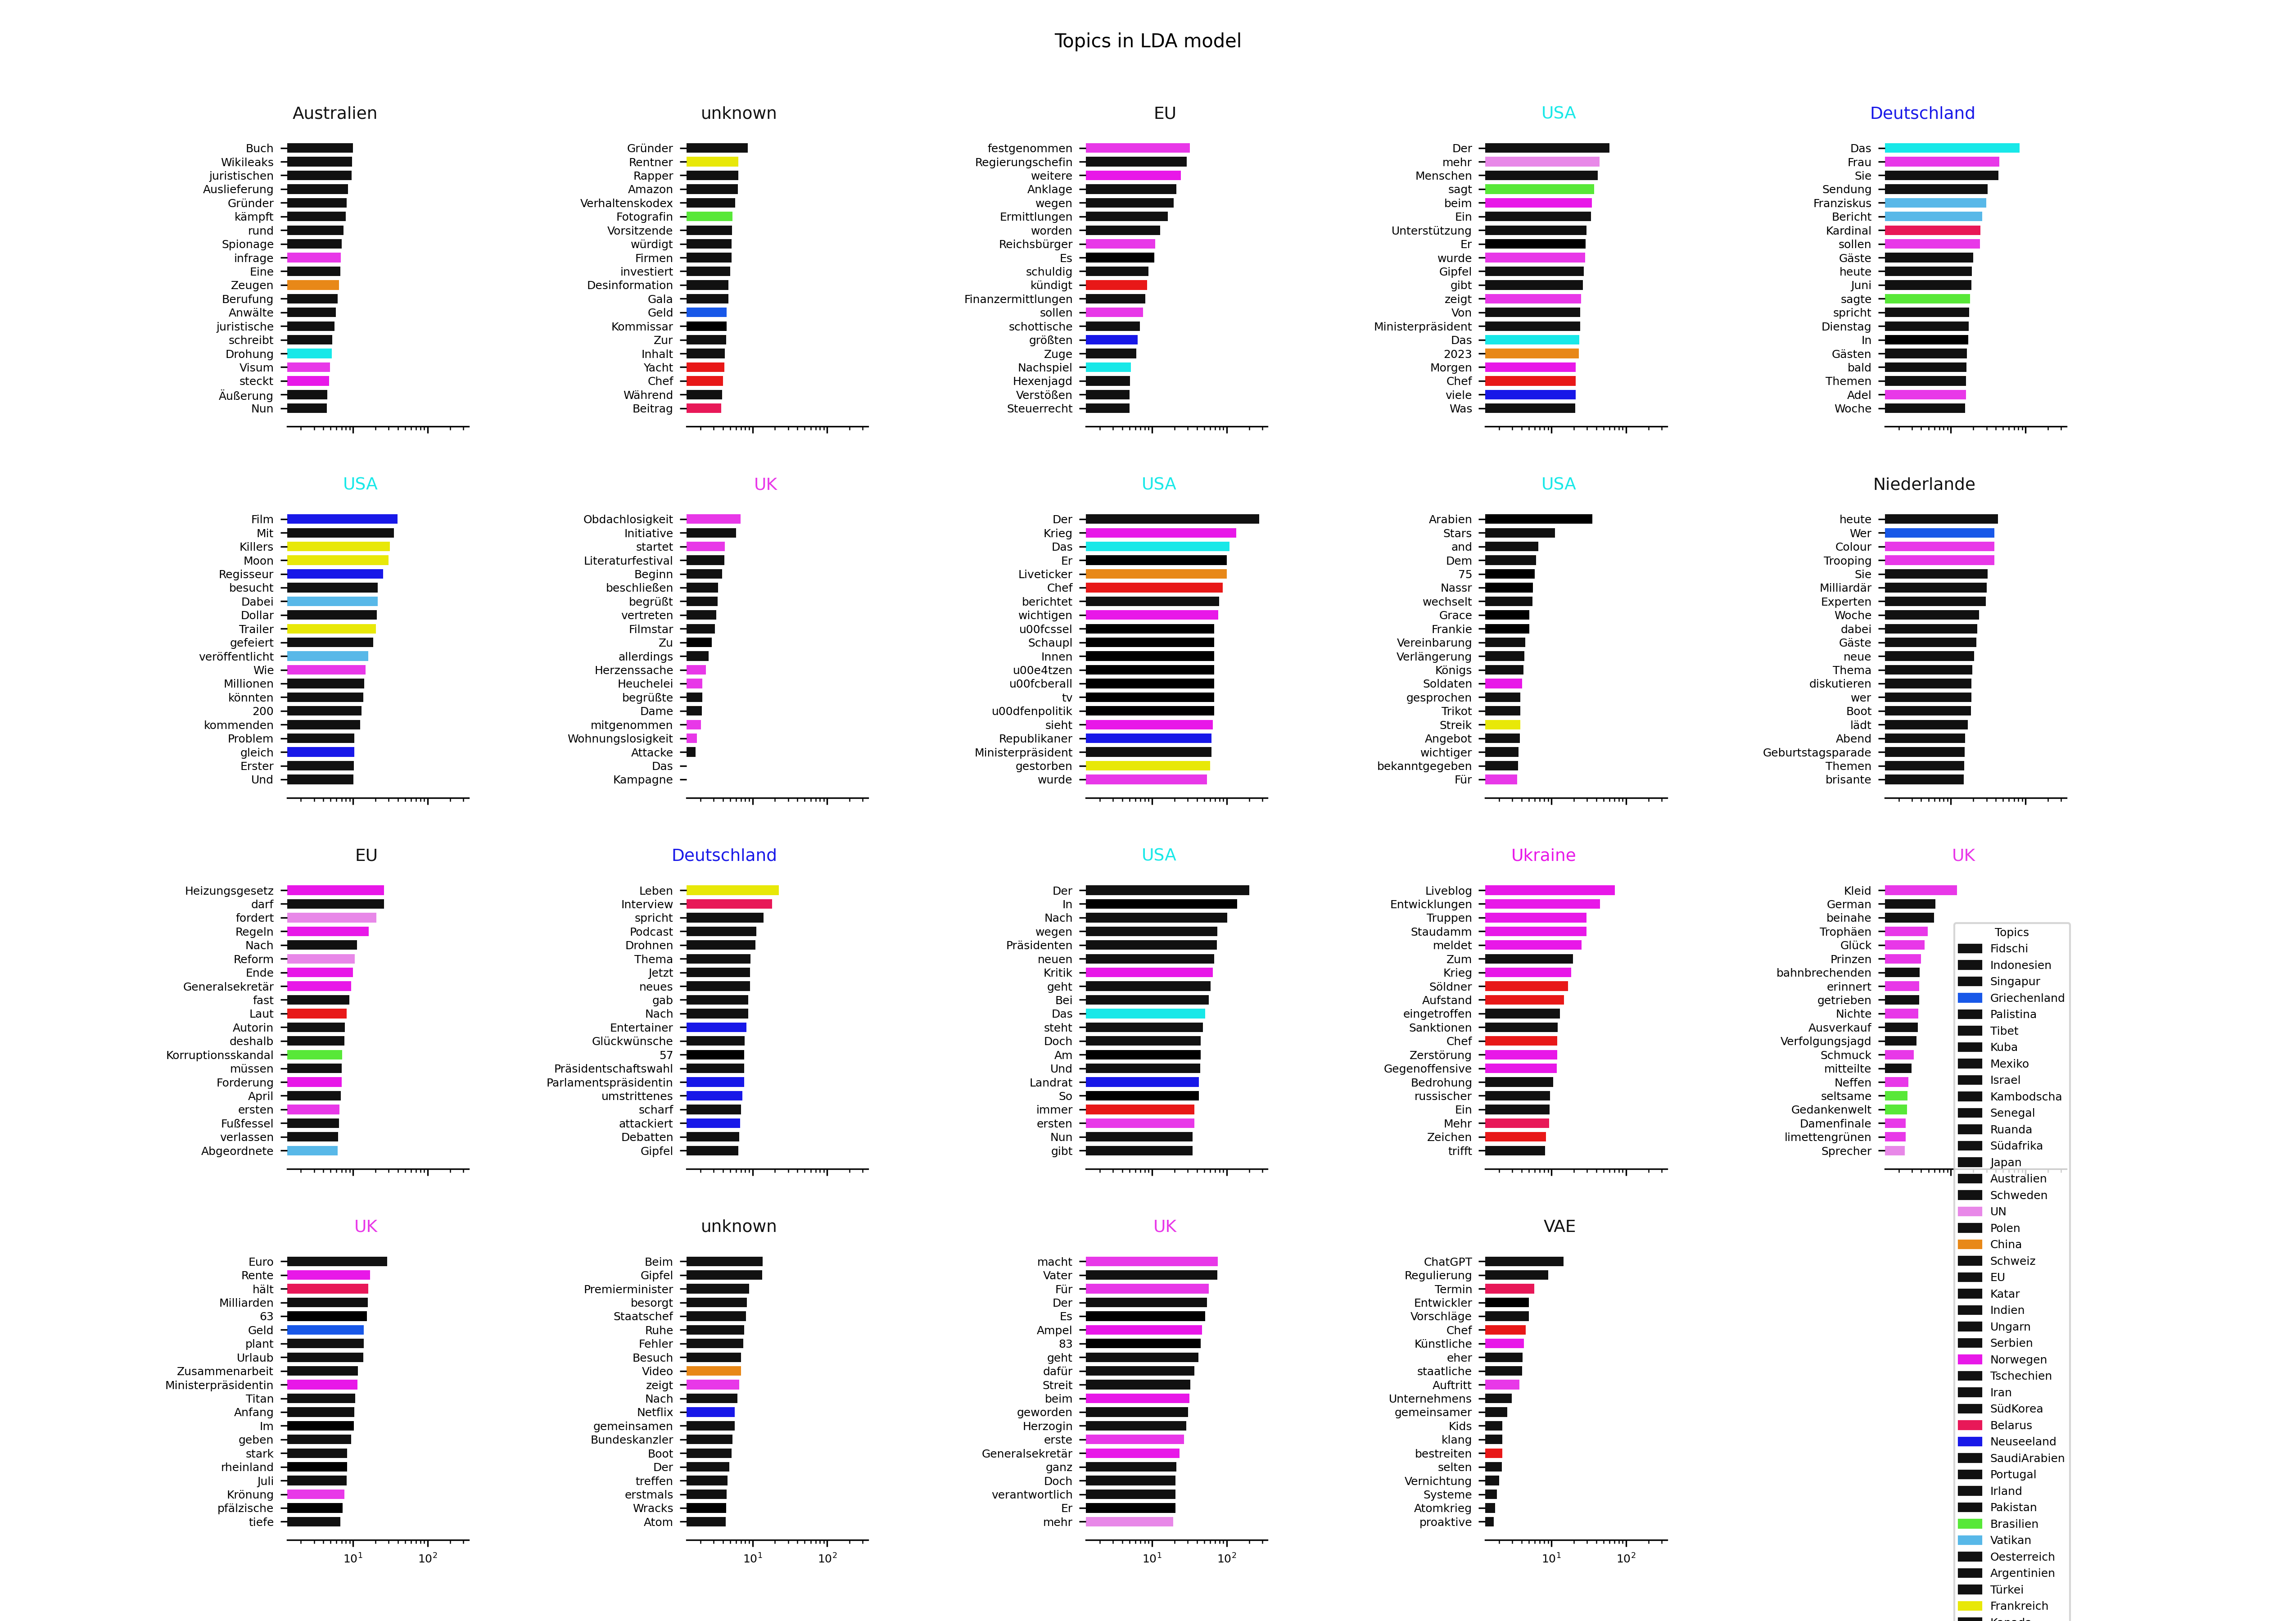 Topics in LDA model
Australien
Buch
Wikileaks
juristischen
Auslieferung
Gründer
kämpft
rund
Spionage
infrage
Eine
Zeugen
Berufung
Anwälte
juristische
schreibt
Drohung
Visum
steckt
Äußerung
Nun
unknown
Gründer
Rentner
Rapper
Amazon
Verhaltenskodex
Fotografin
Vorsitzende
würdigt
Firmen
investiert
Desinformation
Gala
Geld
Kommissar
Zur
Inhalt
Yacht
Chef
Während
Beitrag
EU
festgenommen
Regierungschefin
weitere
Anklage
wegen
Ermittlungen
worden
Reichsbürger
Es
schuldig
kündigt
Finanzermittlungen
sollen
schottische
größten
Zuge
Nachspiel
Hexenjagd
Verstößen
Steuerrecht
USA
Der
mehr
Menschen
sagt
beim
Ein
Unterstützung
Er
wurde
Gipfel
gibt
zeigt
Von
Ministerpräsident
Das
2023
Morgen
Chef
viele
Was
Deutschland
Das
Frau
Sie
Sendung
Franziskus
Bericht
Kardinal
sollen
Gäste
heute
Juni
sagte
spricht
Dienstag
In
Gästen
bald
Themen
Adel
Woche
USA
Film
Mit
Killers
Moon
Regisseur
besucht
Dabei
Dollar
Trailer
gefeiert
veröffentlicht
Wie
Millionen
könnten
200
kommenden
Problem
gleich
Erster
Und
UK
Obdachlosigkeit
Initiative
startet
Literaturfestival
Beginn
beschließen
begrüßt
vertreten
Filmstar
Zu
allerdings
Herzenssache
Heuchelei
begrüßte
Dame
mitgenommen
Wohnungslosigkeit
Attacke
Das
Kampagne
USA
Der
Krieg
Das
Er
Liveticker
Chef
berichtet
wichtigen
u00fcssel
Schaupl
Innen
u00e4tzen
u00fcberall
tv
u00dfenpolitik
sieht
Republikaner
Ministerpräsident
gestorben
wurde
USA
Arabien
Stars
and
Dem
75
Nassr
wechselt
Grace
Frankie
Vereinbarung
Verlängerung
Königs
Soldaten
gesprochen
Trikot
Streik
Angebot
wichtiger
bekanntgegeben
Für
Niederlande
heute
Wer
Colour
Trooping
Sie
Milliardär
Experten
Woche
dabei
Gäste
neue
Thema
diskutieren
wer
Boot
lädt
Abend
Geburtstagsparade
Themen
brisante
EU
Heizungsgesetz
darf
fordert
Regeln
Nach
Reform
Ende
Generalsekretär
fast
Laut
Autorin
deshalb
Korruptionsskandal
müssen
Forderung
April
ersten
Fußfessel
verlassen
Abgeordnete
Deutschland
Leben
Interview
spricht
Podcast
Drohnen
Thema
Jetzt
neues
gab
Nach
Entertainer
Glückwünsche
57
Präsidentschaftswahl
Parlamentspräsidentin
umstrittenes
scharf
attackiert
Debatten
Gipfel
USA
Der
In
Nach
wegen
Präsidenten
neuen
Kritik
geht
Bei
Das
steht
Doch
Am
Und
Landrat
So
immer
ersten
Nun
gibt
Ukraine
Liveblog
Entwicklungen
Truppen
Staudamm
meldet
Zum
Krieg
Söldner
Aufstand
eingetroffen
Sanktionen
Chef
Zerstörung
Gegenoffensive
Bedrohung
russischer
Ein
Mehr
Zeichen
trifft
UK
Kleid
German
beinahe
Trophäen
Glück
Prinzen
bahnbrechenden
erinnert
getrieben
Nichte
Ausverkauf
Verfolgungsjagd
Schmuck
mitteilte
Neffen
seltsame
Gedankenwelt
Damenfinale
limettengrünen
Sprecher
UK
Euro
Rente
hält
Milliarden
63
Geld
plant
Urlaub
Zusammenarbeit
Ministerpräsidentin
Titan
Anfang
Im
geben
stark
rheinland
Juli
Krönung
pfälzische
tiefe
10¹ 10²
unknown
Beim
Gipfel
Premierminister
besorgt
Staatschef
Ruhe
Fehler
Besuch
Video
zeigt
Nach
Netflix
gemeinsamen
Bundeskanzler
Boot
Der
treffen
erstmals
Wracks
Atom
10¹ 10²
UK
macht
Vater
Für
Der
Es
Ampel
83
geht
dafür
Streit
beim
geworden
Herzogin
erste
Generalsekretär
ganz
Doch
verantwortlich
Er
mehr
10¹ 10²
VAE
ChatGPT
Regulierung
Termin
Entwickler
Vorschläge
Chef
Künstliche
eher
staatliche
Auftritt
Unternehmens
gemeinsamer
Kids
klang
bestreiten
selten
Vernichtung
Systeme
Atomkrieg
proaktive
10¹ 10²
Topics
Fidschi
Indonesien
Singapur
Griechenland
Palistina
Tibet
Kuba
Mexiko
Israel
Kambodscha
Senegal
Ruanda
Südafrika
Japan
Australien
Schweden
UN
Polen
China
Schweiz
EU
Katar
Indien
Ungarn
Serbien
Norwegen
Tschechien
Iran
SüdKorea
Belarus
Neuseeland
SaudiArabien
Portugal
Irland
Pakistan
Brasilien
Vatikan
Oesterreich
Argentinien
Türkei
Frankreich